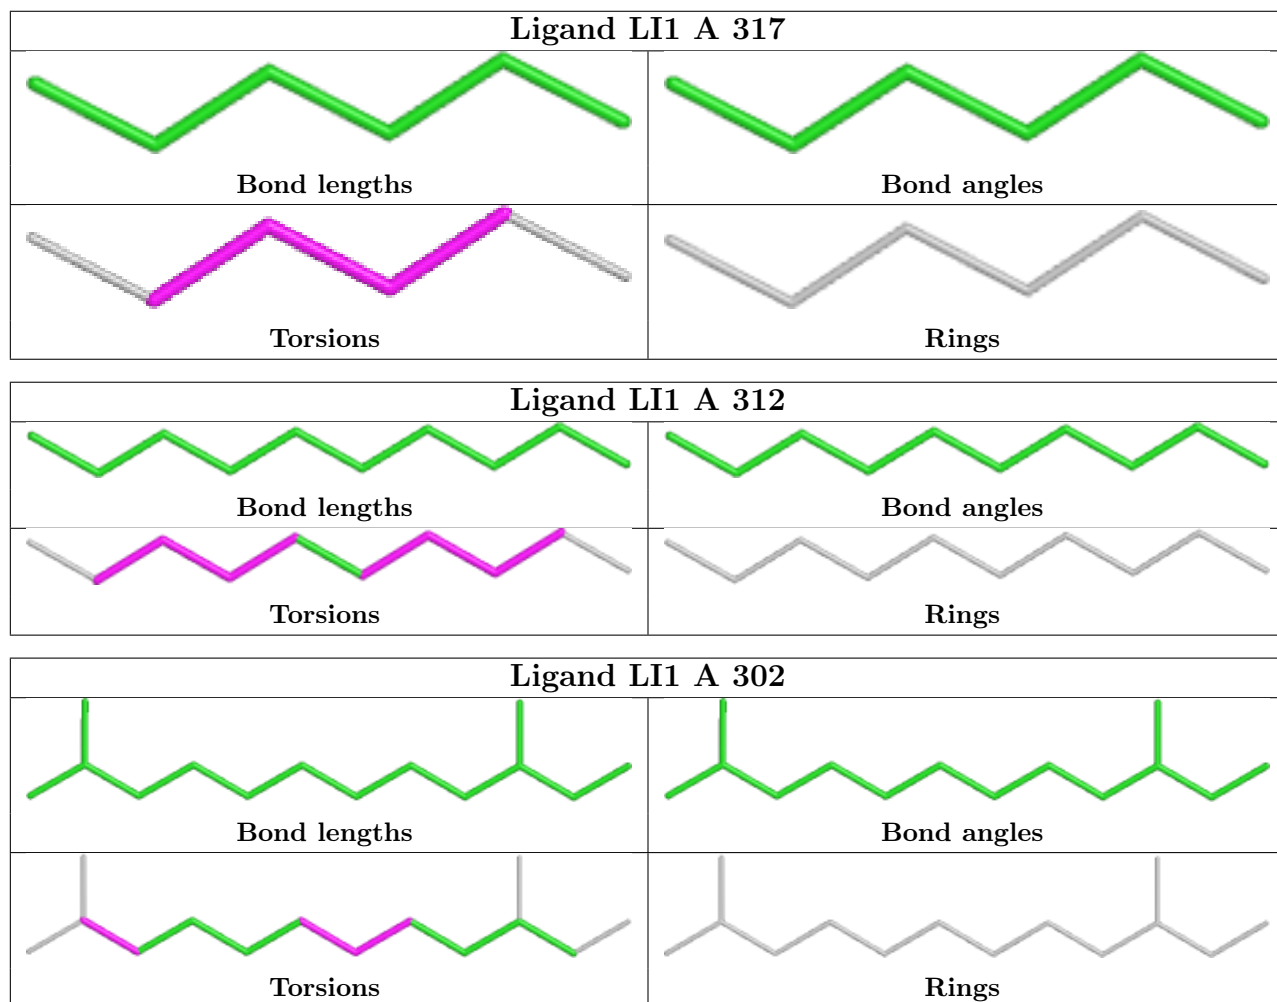 Ligand LI1 A 317
Bond lengths
Bond angles
Torsions
Rings
Ligand LI1 A 312
Bond lengths
Bond angles
Torsions
Rings
Ligand LI1 A 302
Bond lengths
Bond angles
Torsions
Rings